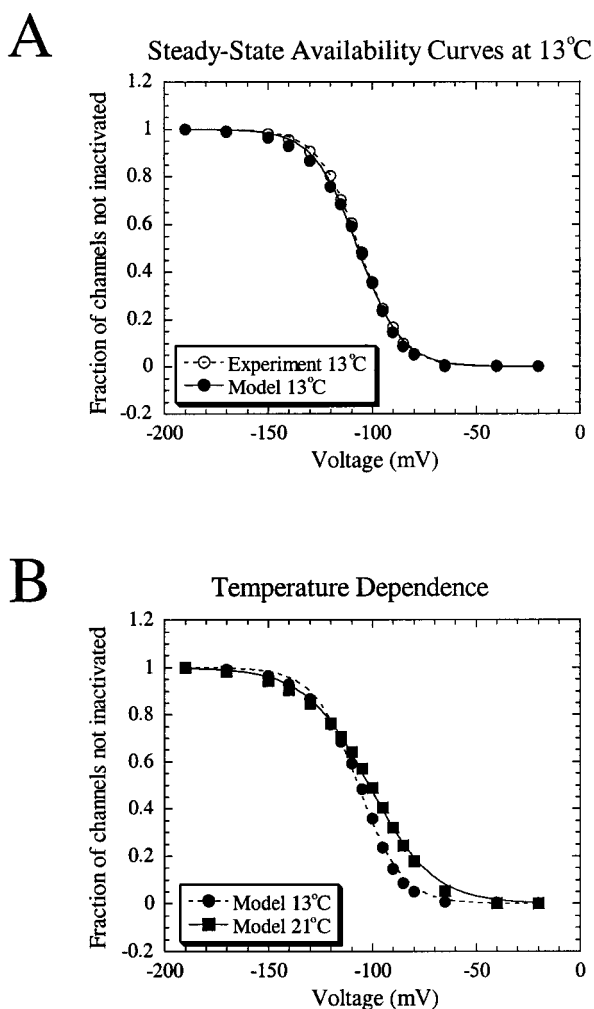 A
Steady-State Availability Curves at 13°C
1.2
1
0.8
0.6
0.4
0.2
0
-0.2
Fraction of channels not inactivated
Experiment 13°C
Model 13°C
-200 -150 -100 -50 0
Voltage (mV)
B
Temperature Dependence
1.2
1
0.8
0.6
0.4
0.2
0
-0.2
Fraction of channels not inactivated
Model 13°C
Model 21°C
-200 -150 -100 -50 0
Voltage (mV)